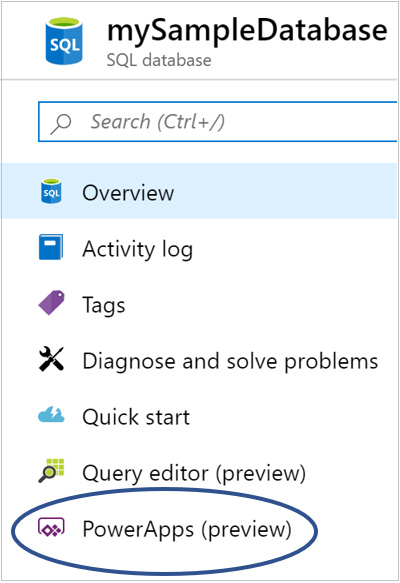 SQL
mySampleDatabase
SQL database
Search (Ctrl+/)
SQL
Overview
Activity log
Tags
Diagnose and solve problems
Quick start
Query editor (preview)
PowerApps (preview)